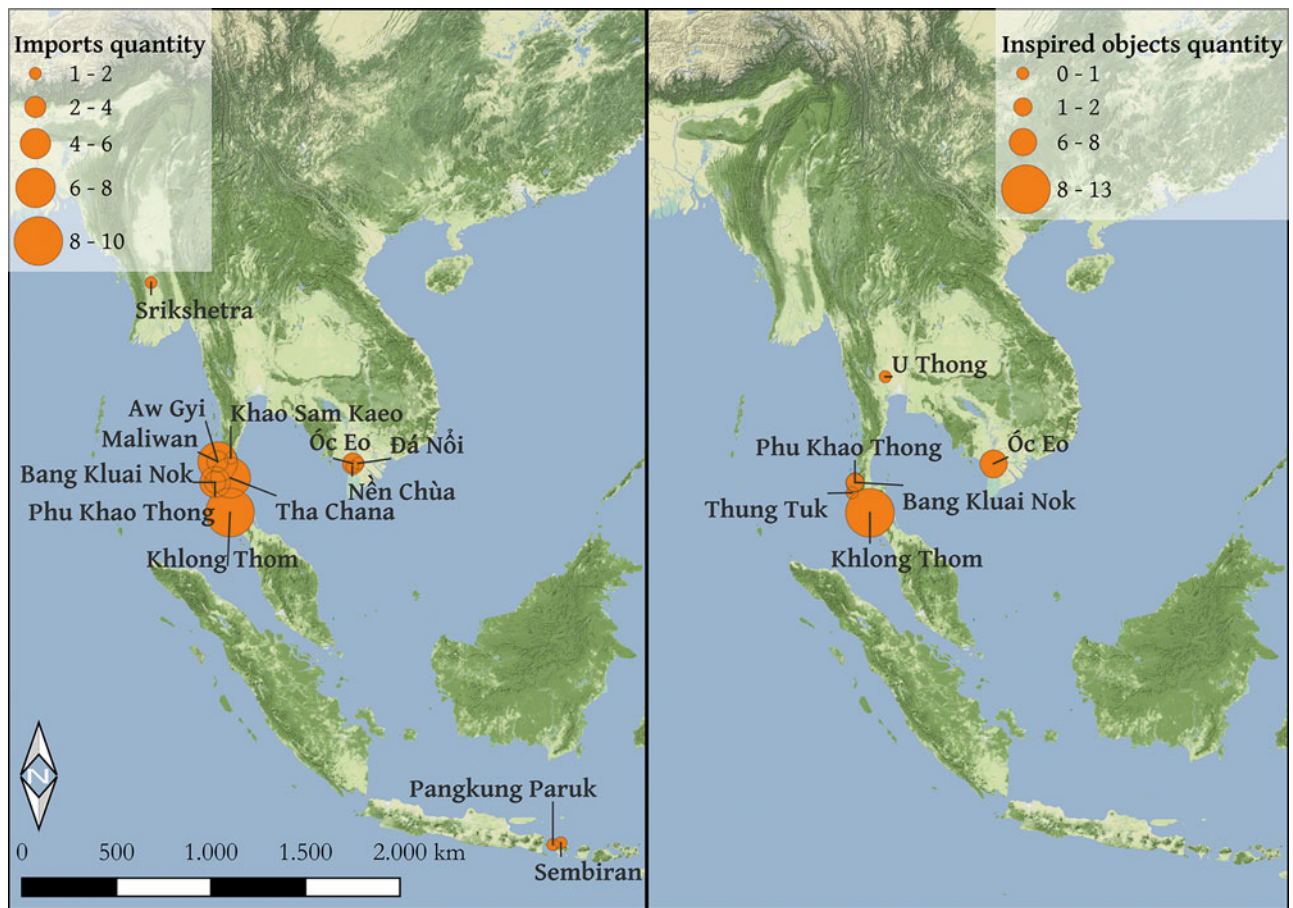 Imports quantity
1 - 2
2 - 4
4 - 6
6 - 8
8 - 10
Srikshetra
Aw Gyi
Khao Sam Kaeo
Maliwan
Óc Eo
Đá Nổi
Bang Kluai Nok
Nền Chùa
Phu Khao Thong
Tha Chana
Khlong Thom
Pangkung Paruk
Sembiran
N
0 500 1.000 1.500 2.000 km
Inspired objects quantity
0 - 1
1 - 2
6 - 8
8 - 13
U Thong
Phu Khao Thong
Óc Eo
Thung Tuk
Bang Kluai Nok
Khlong Thom